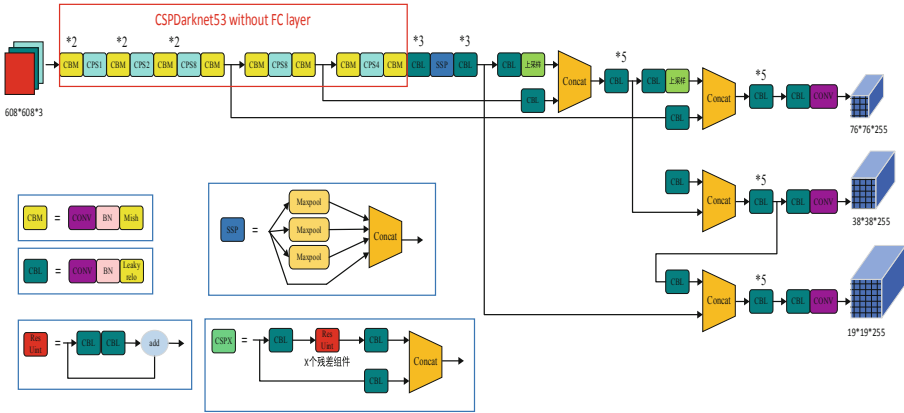 CSPDarknet53 without FC layer
*2 *2 *2 *3 *3
CBM CPS1 CBM CPS2 CBM CPS8 CBM CBM CPS8 CBM CBM CPS4 CBM CBL SSP CBL CBL 上采样
608*608*3
Concat
CBL
*5
CBL CBL 上采样
CBL
Concat
*5
CBL CBL CONV
76*76*255
CBL
Concat
*5
CBL CBL CONV
38*38*255
CBL
Concat
*5
CBL CBL CONV
19*19*255
CBM = CONV BN Mish
CBL = CONV BN Leaky
relo
SSP =
Maxpool
Maxpool
Maxpool
Concat
Res
Uint = CBL CBL add
CSPX = CBL Res
Uint CBL
X个残差组件
CBL
Concat